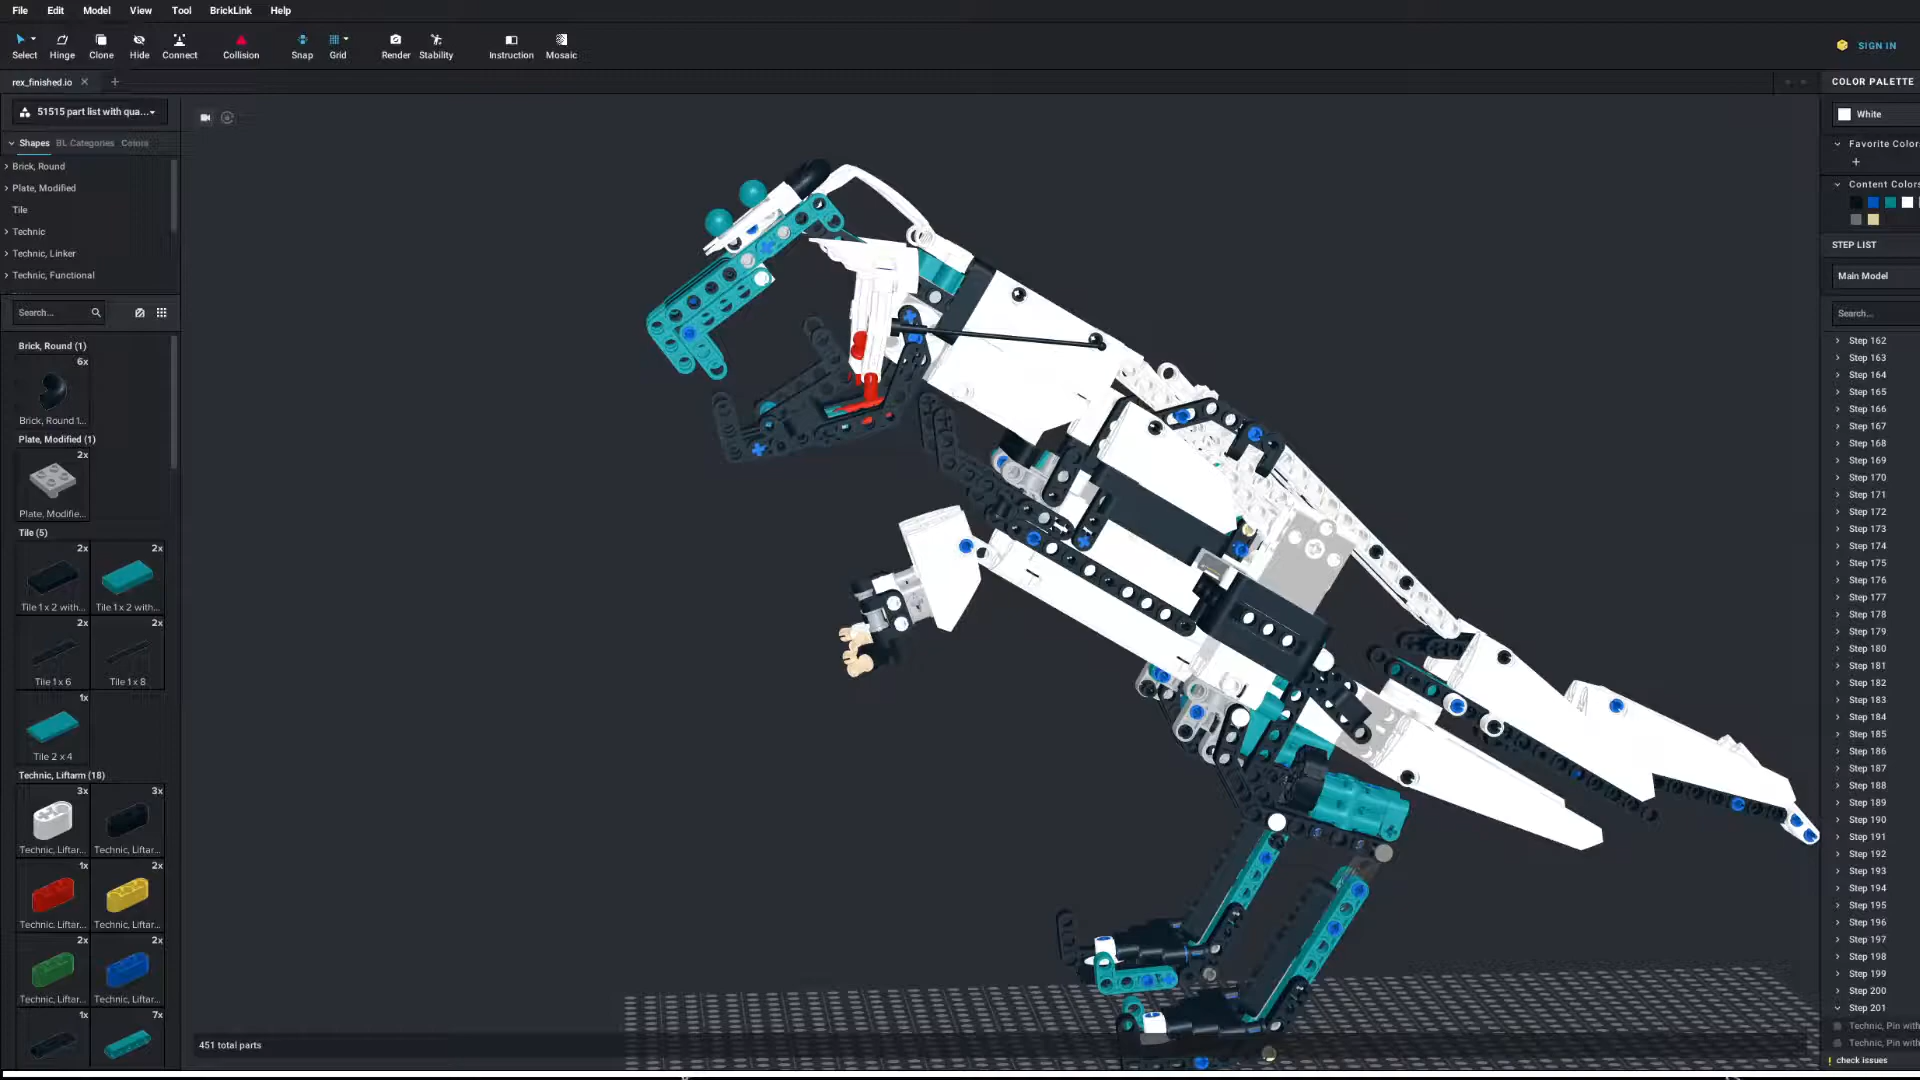 File Edit Model View Tool BrickLink Help
Select Hinge Clone Hide Connect Collision Snap Grid Render Stability Instruction Mosaic
SIGN IN
rex_finished.io
COLOR PALETTE
51515 part list with qua...
White
Shapes BL Categories Colors
Favorite Colors
Brick, Round
Plate, Modified
Content Colors
Tile
Technic
STEP LIST
Technic, Linker
Technic, Functional
Main Model
Search...
Search...
Brick, Round (1)
6x
Brick, Round 1...
Plate, Modified (1)
2x
Plate, Modifie...
Tile (5)
2x 2x
Tile 1 x 2 with... Tile 1 x 2 with...
2x 2x
Tile 1 x 6 Tile 1 x 8
1x
Tile 2 x 4
Technic, Liftarm (18)
3x 3x
Technic, Liftar... Technic, Liftar...
1x 2x
Technic, Liftar... Technic, Liftar...
2x 2x
Technic, Liftar... Technic, Liftar...
1x 7x
451 total parts
Step 162
Step 163
Step 164
Step 165
Step 166
Step 167
Step 168
Step 169
Step 170
Step 171
Step 172
Step 173
Step 174
Step 175
Step 176
Step 177
Step 178
Step 179
Step 180
Step 181
Step 182
Step 183
Step 184
Step 185
Step 186
Step 187
Step 188
Step 189
Step 190
Step 191
Step 192
Step 193
Step 194
Step 195
Step 196
Step 197
Step 198
Step 199
Step 200
Step 201
Technic, Pin with
Technic, Pin with
check issues